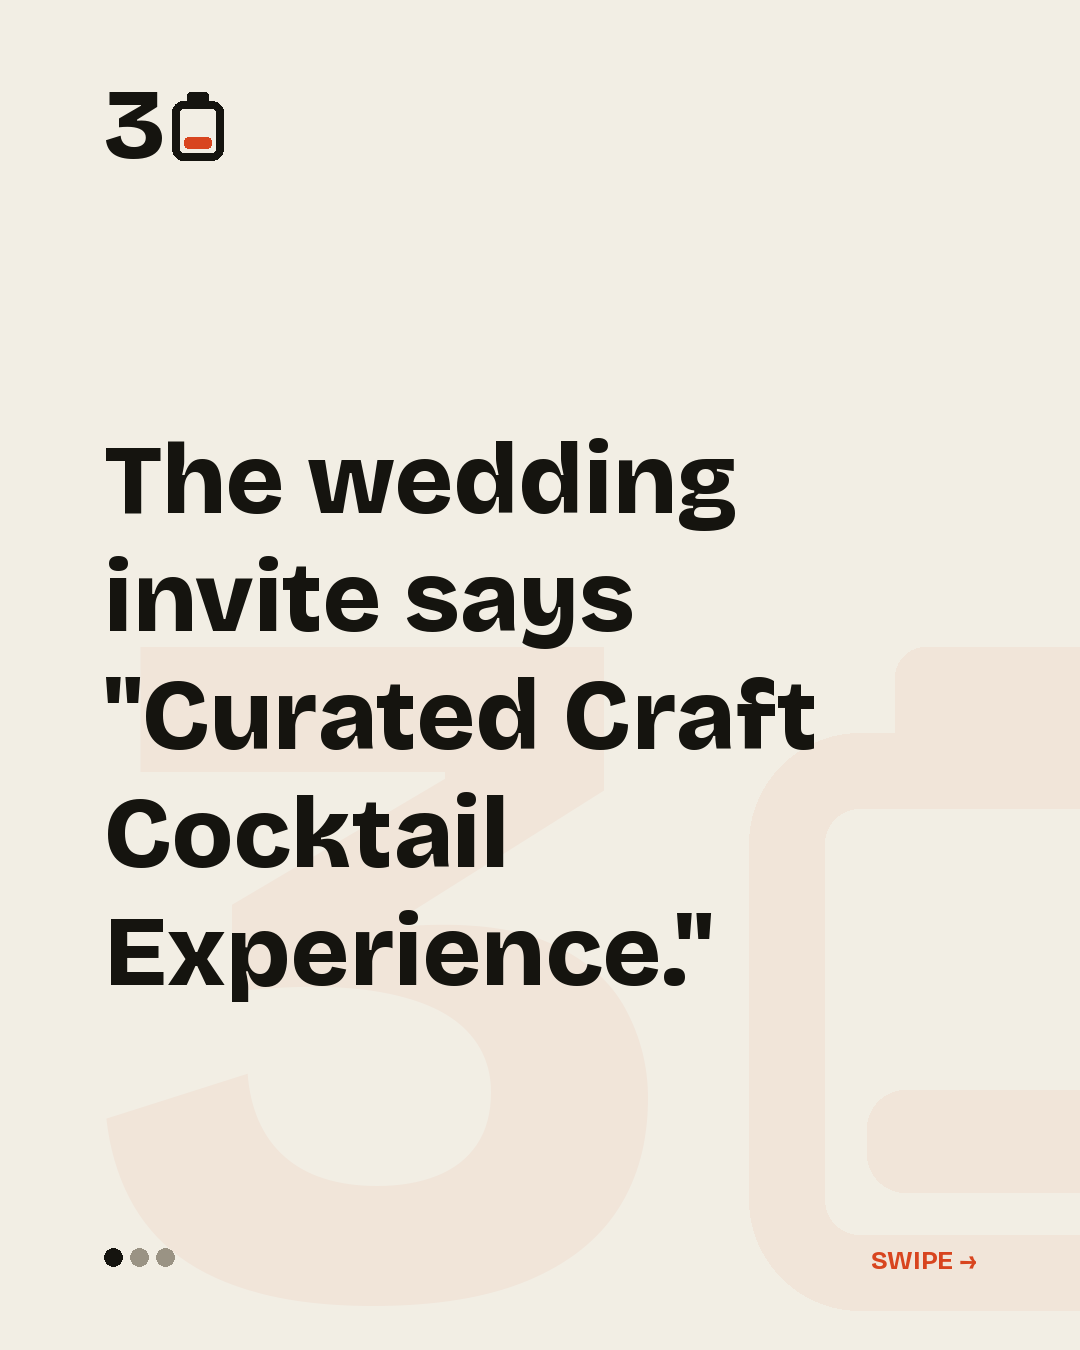 3
The wedding
invite says
"Curated Craft
Cocktail
Experience."
SWIPE →